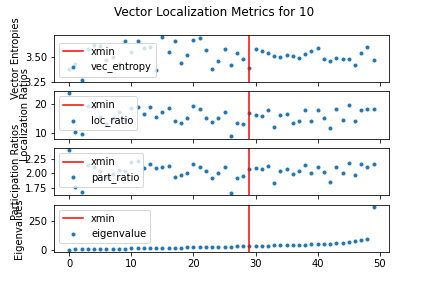 Vector Localization Metrics for 10
Vector Entropies
3.50
3.25
xmin
vec_entropy
Localization Ratios
20
10
xmin
loc_ratio
Participation Ratios
2.25
2.00
1.75
xmin
part_ratio
Eigenvalues
250
0
xmin
eigenvalue
0 10 20 30 40 50